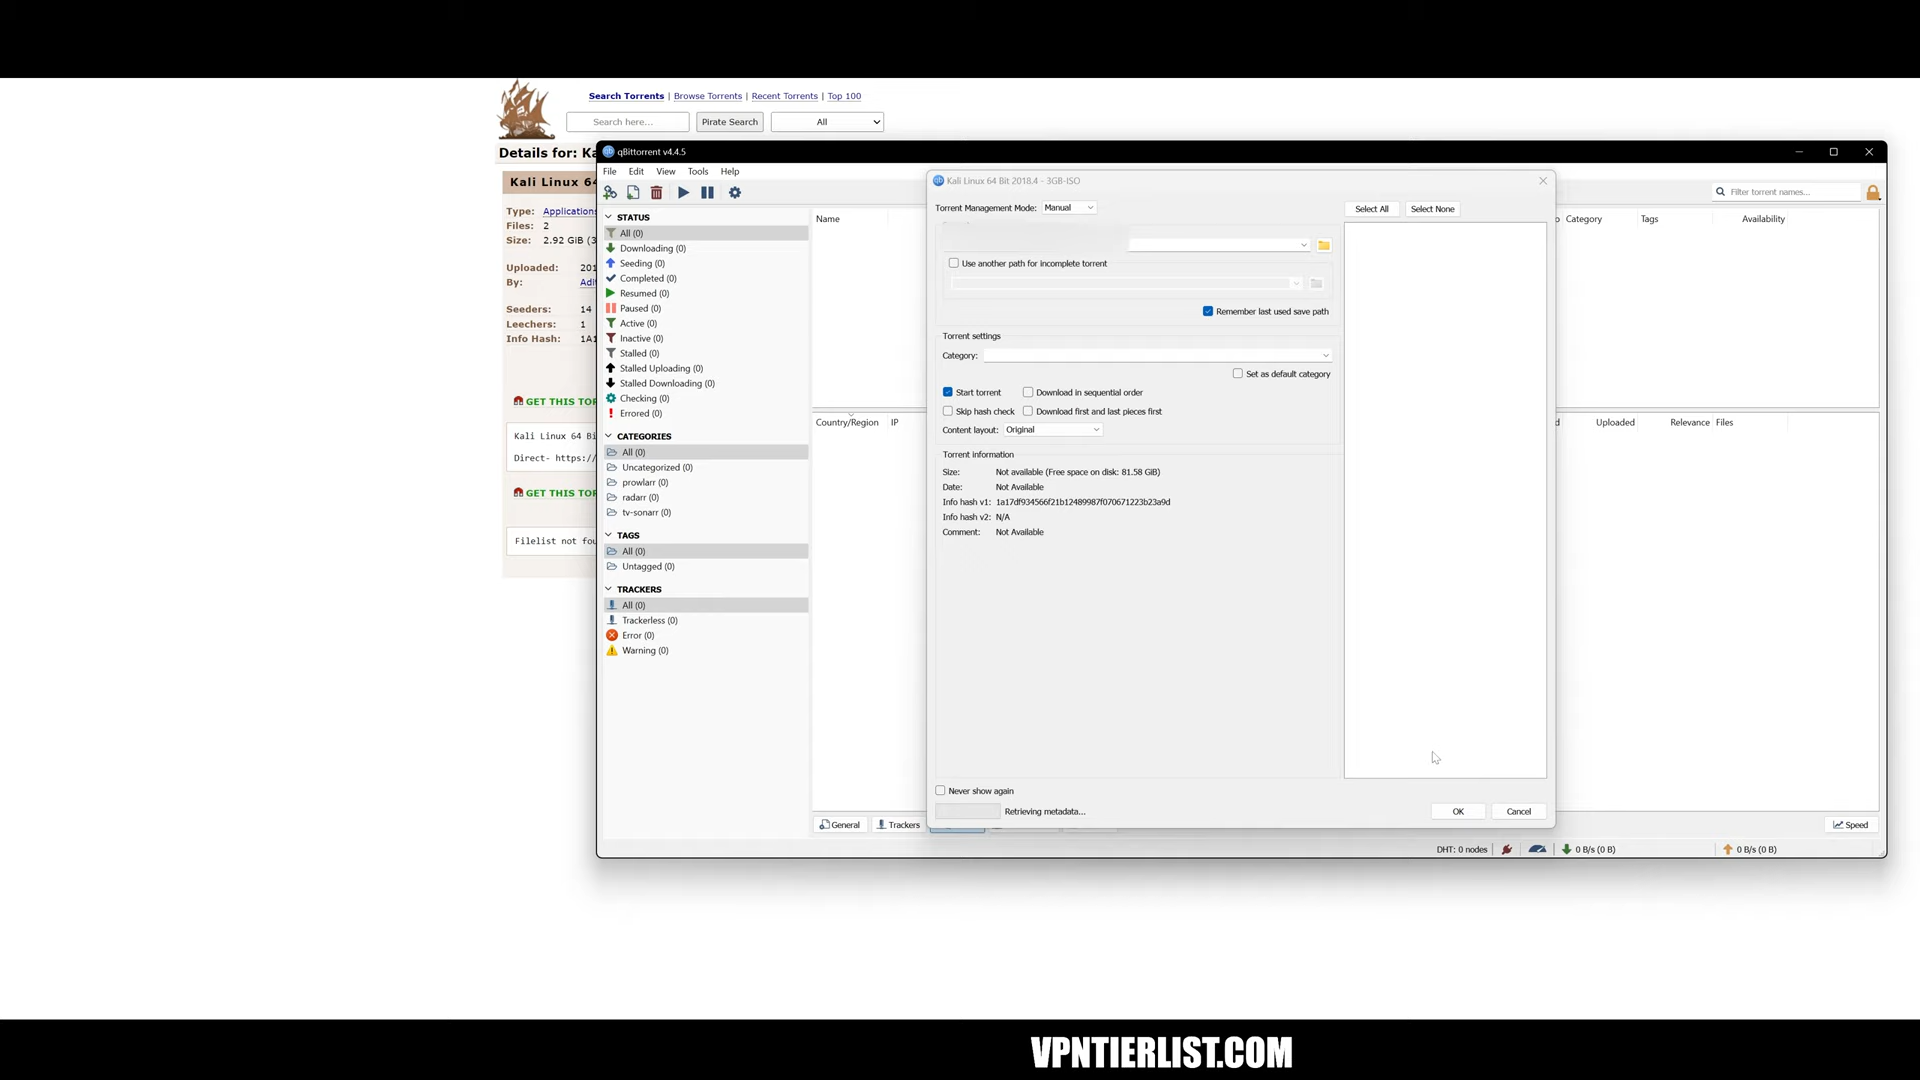 Search Torrents | Browse Torrents | Recent Torrents | Top 100
Search here...
Pirate Search
All
Details for: Ka
Kali Linux 64
Type: Applications
Files: 2
Size: 2.92 GiB (3
Uploaded: 201
By: Adi
Seeders: 14
Leechers: 1
Info Hash: 1A1
GET THIS TOR
Kali Linux 64 Bi
Direct- https://
GET THIS TOR
Filelist not fou
qBittorrent v4.4.5
File Edit View Tools Help
Filter torrent names...
STATUS
All (0)
Downloading (0)
Seeding (0)
Completed (0)
Resumed (0)
Paused (0)
Active (0)
Inactive (0)
Stalled (0)
Stalled Uploading (0)
Stalled Downloading (0)
Checking (0)
Errored (0)
CATEGORIES
All (0)
Uncategorized (0)
prowlarr (0)
radarr (0)
tv-sonarr (0)
TAGS
All (0)
Untagged (0)
TRACKERS
All (0)
Trackerless (0)
Error (0)
Warning (0)
Name
Category Tags Availability
Country/Region IP
Uploaded Relevance Files
Kali Linux 64 Bit 2018.4 - 3GB-ISO
Torrent Management Mode: Manual
Select All Select None
Use another path for incomplete torrent
Remember last used save path
Torrent settings
Category:
Set as default category
Start torrent Download in sequential order
Skip hash check Download first and last pieces first
Content layout: Original
Torrent information
Size: Not available (Free space on disk: 81.58 GiB)
Date: Not Available
Info hash v1: 1a17df934566f21b12489987f070671223b23a9d
Info hash v2: N/A
Comment: Not Available
Never show again
Retrieving metadata...
OK Cancel
General Trackers
Speed
DHT: 0 nodes 0 B/s (0 B) 0 B/s (0 B)
VPNTIERLIST.COM